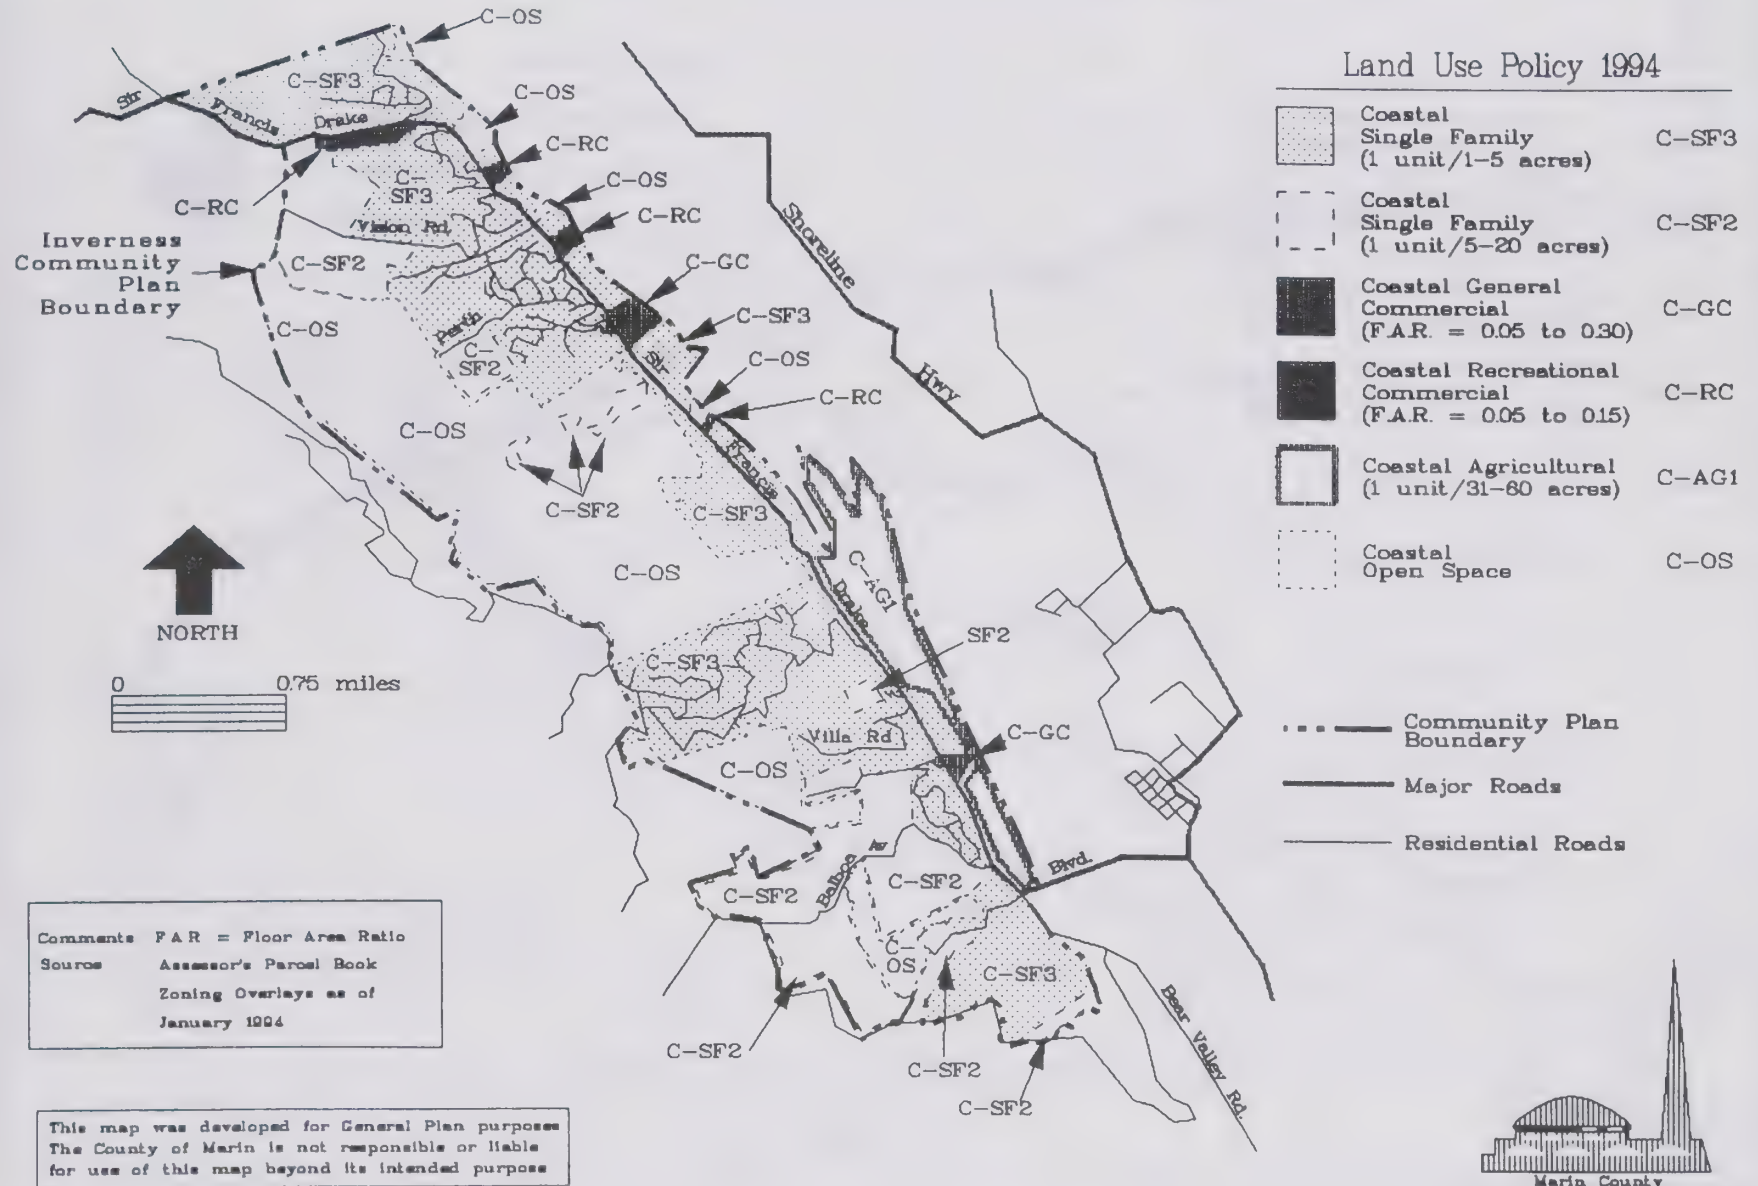 Land Use Policy 1994
Coastal
Single Family
(1 unit/1-5 acres)
C-SF3
Coastal
Single Family
(1 unit/5-20 acres)
C-SF2
Coastal General
Commercial
(F.A.R. = 0.05 to 0.30)
C-GC
Coastal Recreational
Commercial
(F.A.R. = 0.05 to 0.15)
C-RC
Coastal Agricultural
(1 unit/31-60 acres)
C-AG1
Coastal
Open Space
C-OS
Community Plan
Boundary
Major Roads
Residential Roads
C-OS
C-SF3
Sir
Francis
Drake
C-OS
C-RC
C-OS
C-SF3
C-RC
C-RC
Vision Rd.
Inverness
Community
Plan
Boundary
C-SF2
C-GC
C-OS
C-SF3
Perth
C-SF2
Sir
C-OS
C-RC
C-OS
Francis
C-SF2
C-SF3
C-OS
C-AG1
Drake
SF2
C-SF3
Villa Rd
C-GC
C-OS
Balboa Av
Blvd.
C-SF2
C-SF2
C-OS
C-SF3
C-SF2
C-SF2
C-SF2
Shoreline
Hwy
Bear Valley Rd.
NORTH
0 0.75 miles
Comments F A R = Floor Area Ratio
Source Assessor's Parcel Book
Zoning Overlays as of
January 1994
This map was developed for General Plan purposes
The County of Marin is not responsible or liable
for use of this map beyond its intended purpose
Marin County